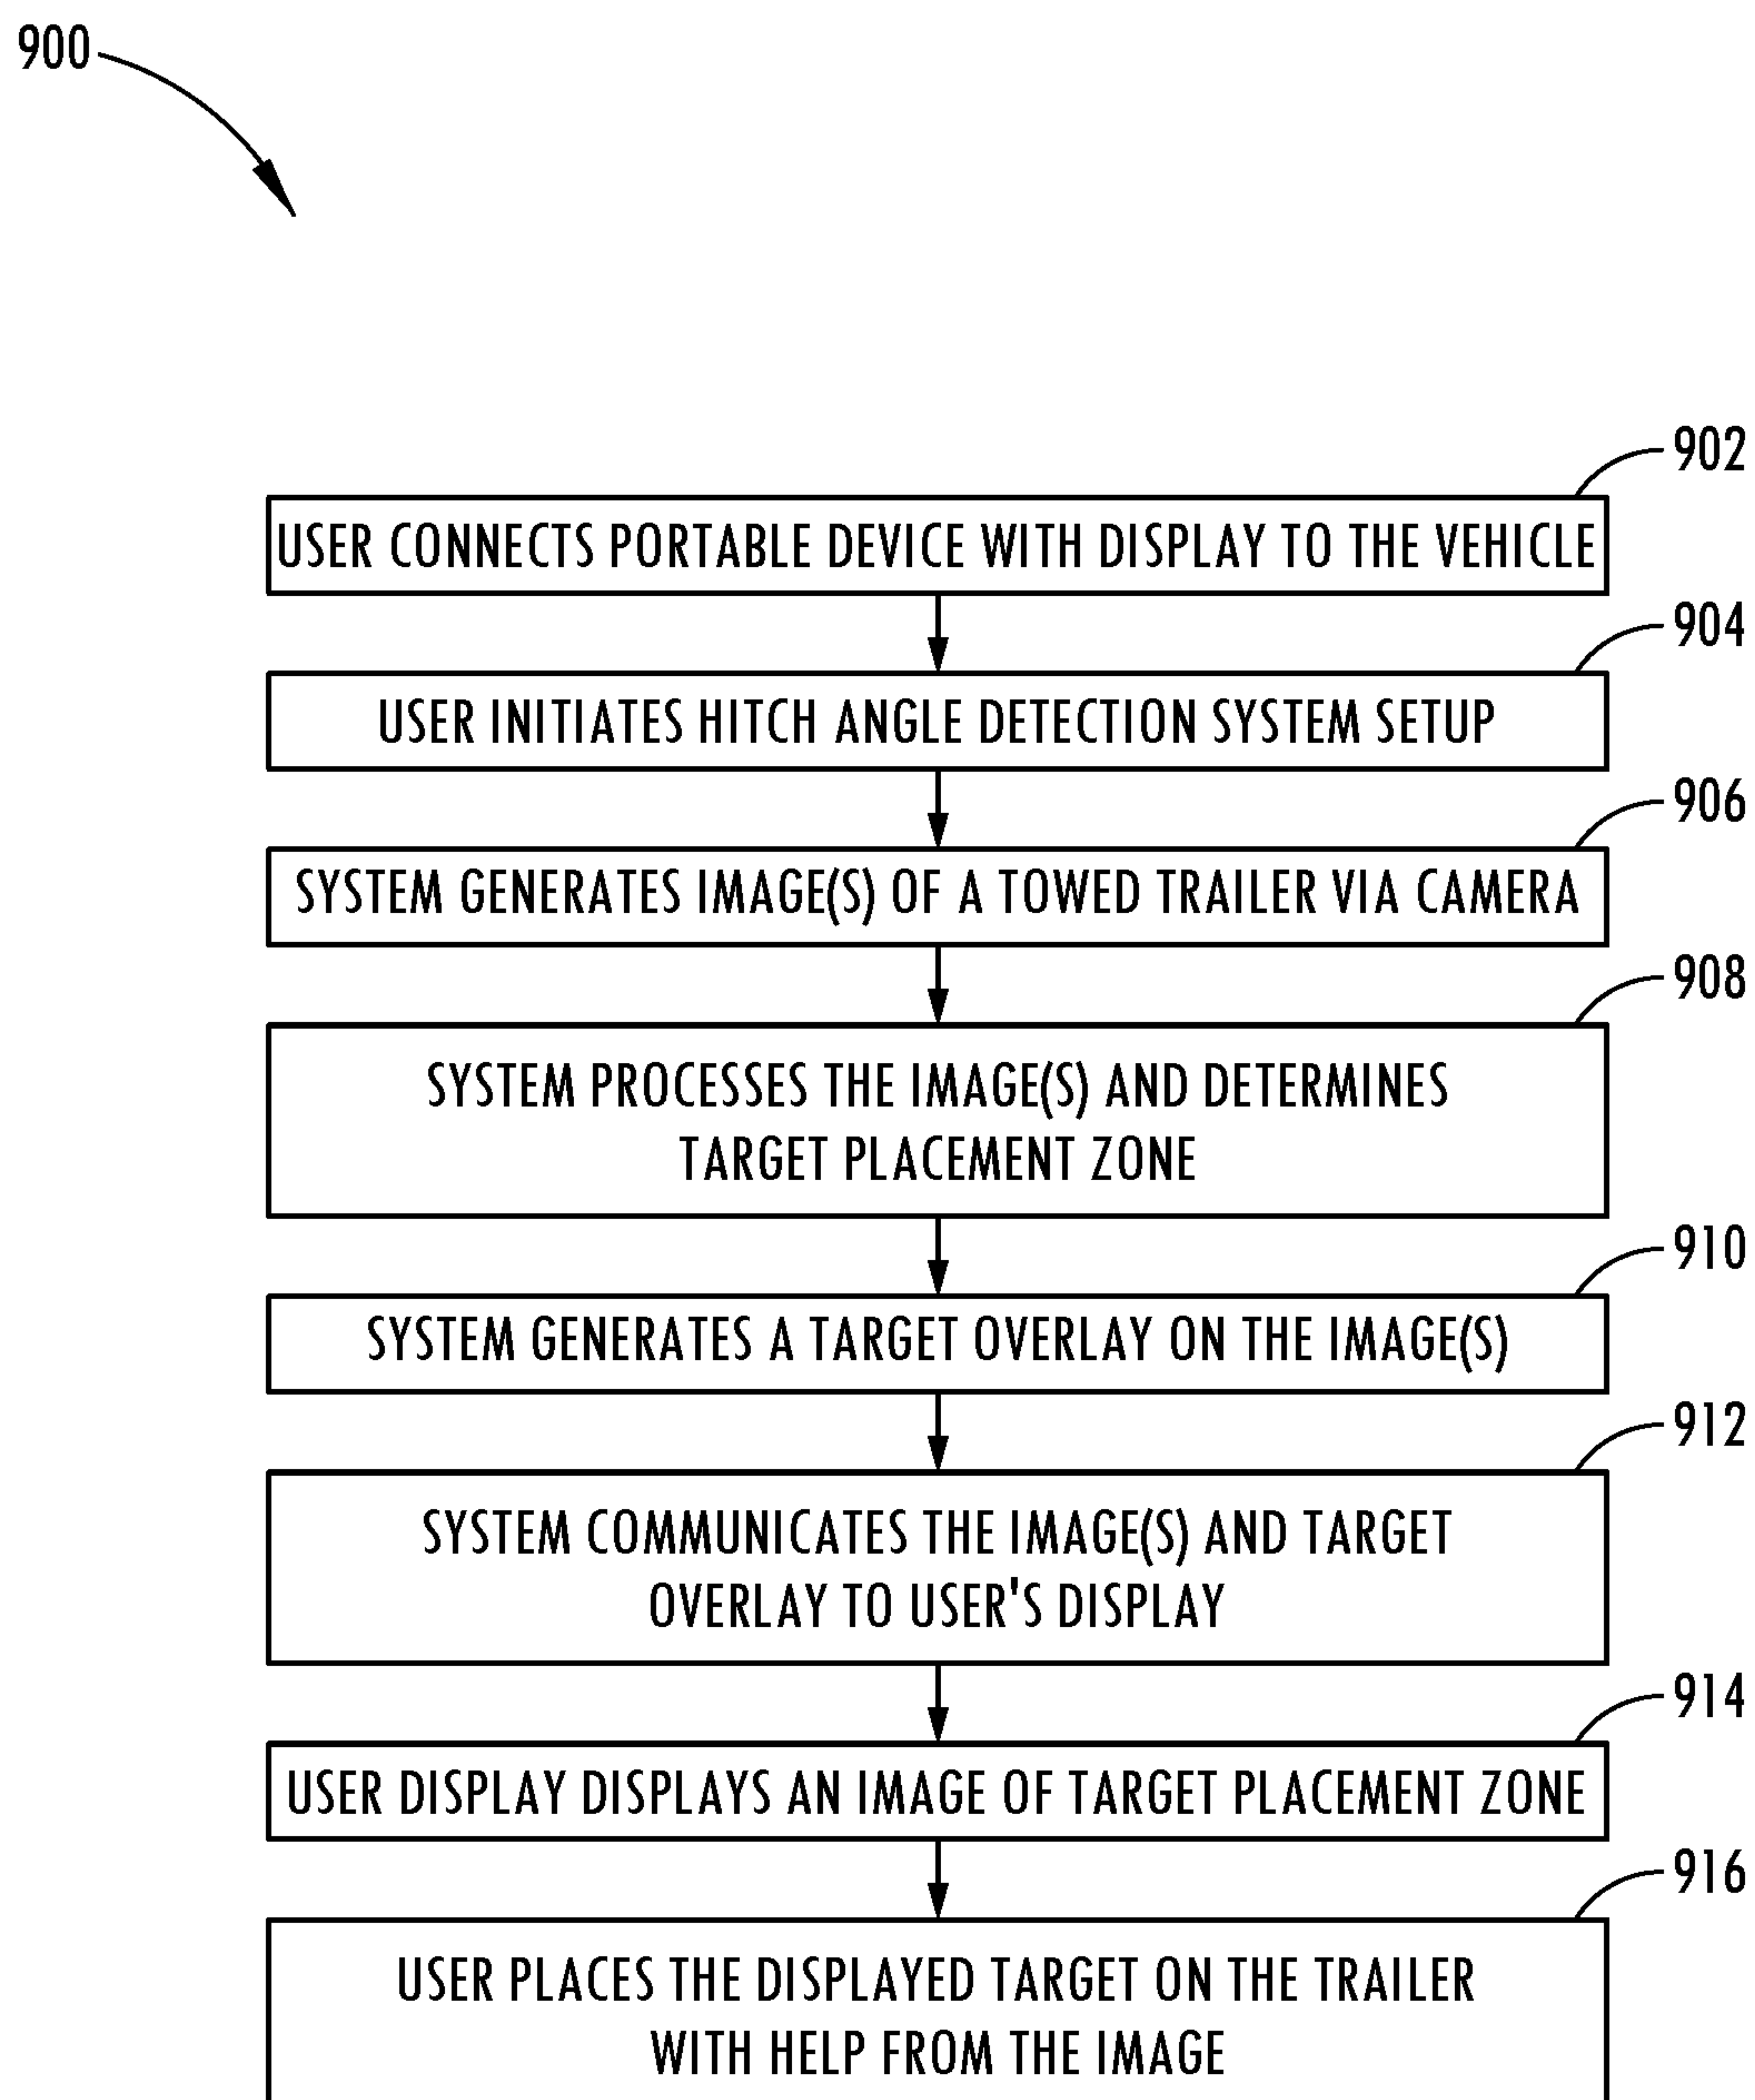 900
902
USER CONNECTS PORTABLE DEVICE WITH DISPLAY TO THE VEHICLE
904
USER INITIATES HITCH ANGLE DETECTION SYSTEM SETUP
906
SYSTEM GENERATES IMAGE(S) OF A TOWED TRAILER VIA CAMERA
908
SYSTEM PROCESSES THE IMAGE(S) AND DETERMINES
TARGET PLACEMENT ZONE
910
SYSTEM GENERATES A TARGET OVERLAY ON THE IMAGE(S)
912
SYSTEM COMMUNICATES THE IMAGE(S) AND TARGET
OVERLAY TO USER'S DISPLAY
914
USER DISPLAY DISPLAYS AN IMAGE OF TARGET PLACEMENT ZONE
916
USER PLACES THE DISPLAYED TARGET ON THE TRAILER
WITH HELP FROM THE IMAGE